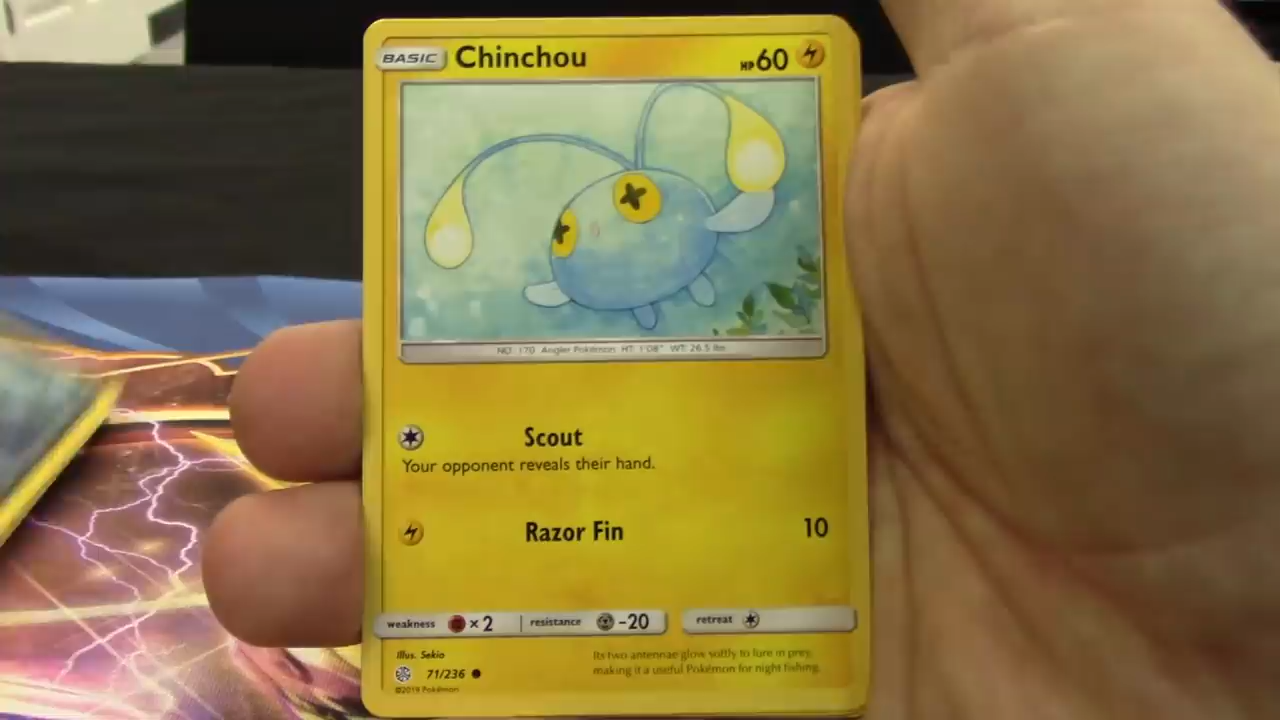 BASIC Chinchou HP60
NO. 170 Angler Pokémon HT: 1'08" WT: 26.5 lbs
Scout
Your opponent reveals their hand.
Razor Fin 10
weakness ×2 resistance -20 retreat
Illus. Sekio
71/236
©2019 Pokémon
Its two antennae glow softly to lure in prey,
making it a useful Pokémon for night fishing.